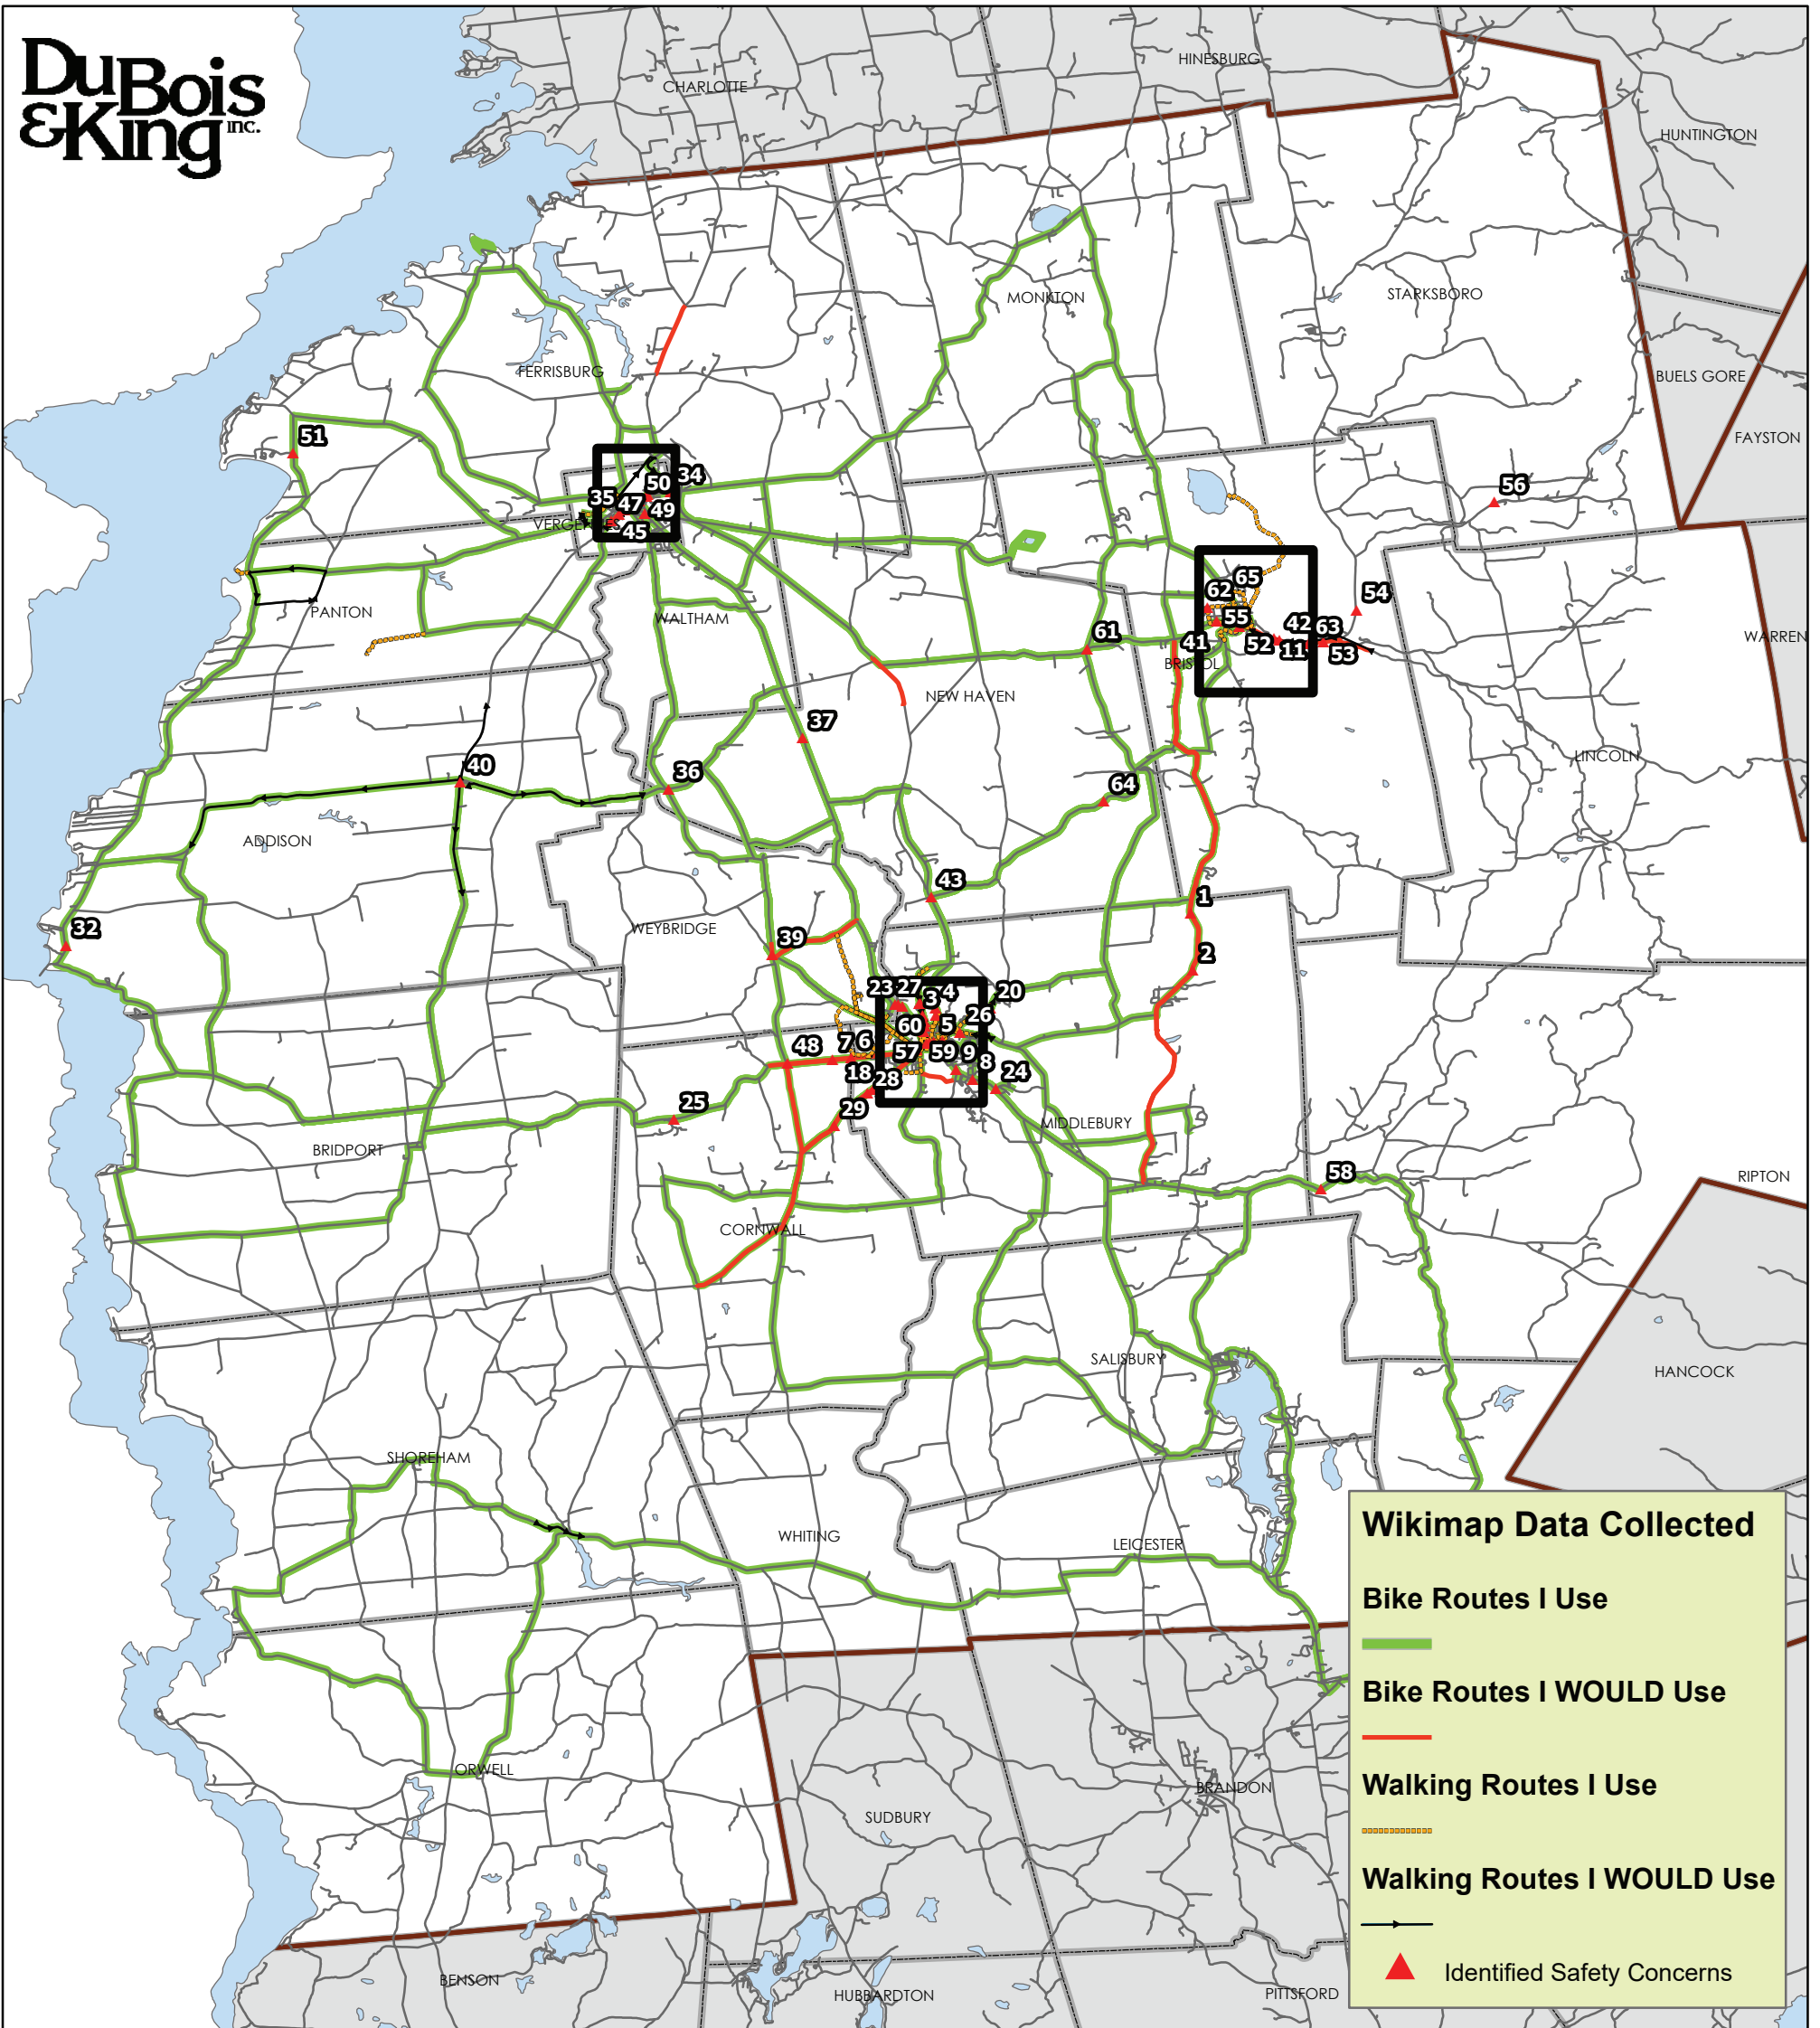 DuBois
&King inc.
HINESBURG
CHARLOTTE
HUNTINGTON
STARKSBORO
MONKTON
FERRISBURG
BUELS GORE
FAYSTON
51
34
50
35
47
49
45
VERGENNES
56
65
62
54
55
42
63
41
52
11
53
61
BRISTOL
PANTON
WALTHAM
WARREN
NEW HAVEN
37
36
40
64
LINCOLN
ADDISON
43
1
32
WEYBRIDGE
39
2
23
27
3
4
20
26
60
5
7
6
48
57
59
9
8
18
28
24
25
29
MIDDLEBURY
BRIDPORT
58
RIPTON
CORNWALL
SALISBURY
HANCOCK
SHOREHAM
WHITING
LEICESTER
ORWELL
BRANDON
SUDBURY
BENSON
HUBBARDTON
PITTSFORD
Wikimap Data Collected
Bike Routes I Use
Bike Routes I WOULD Use
Walking Routes I Use
Walking Routes I WOULD Use
Identified Safety Concerns